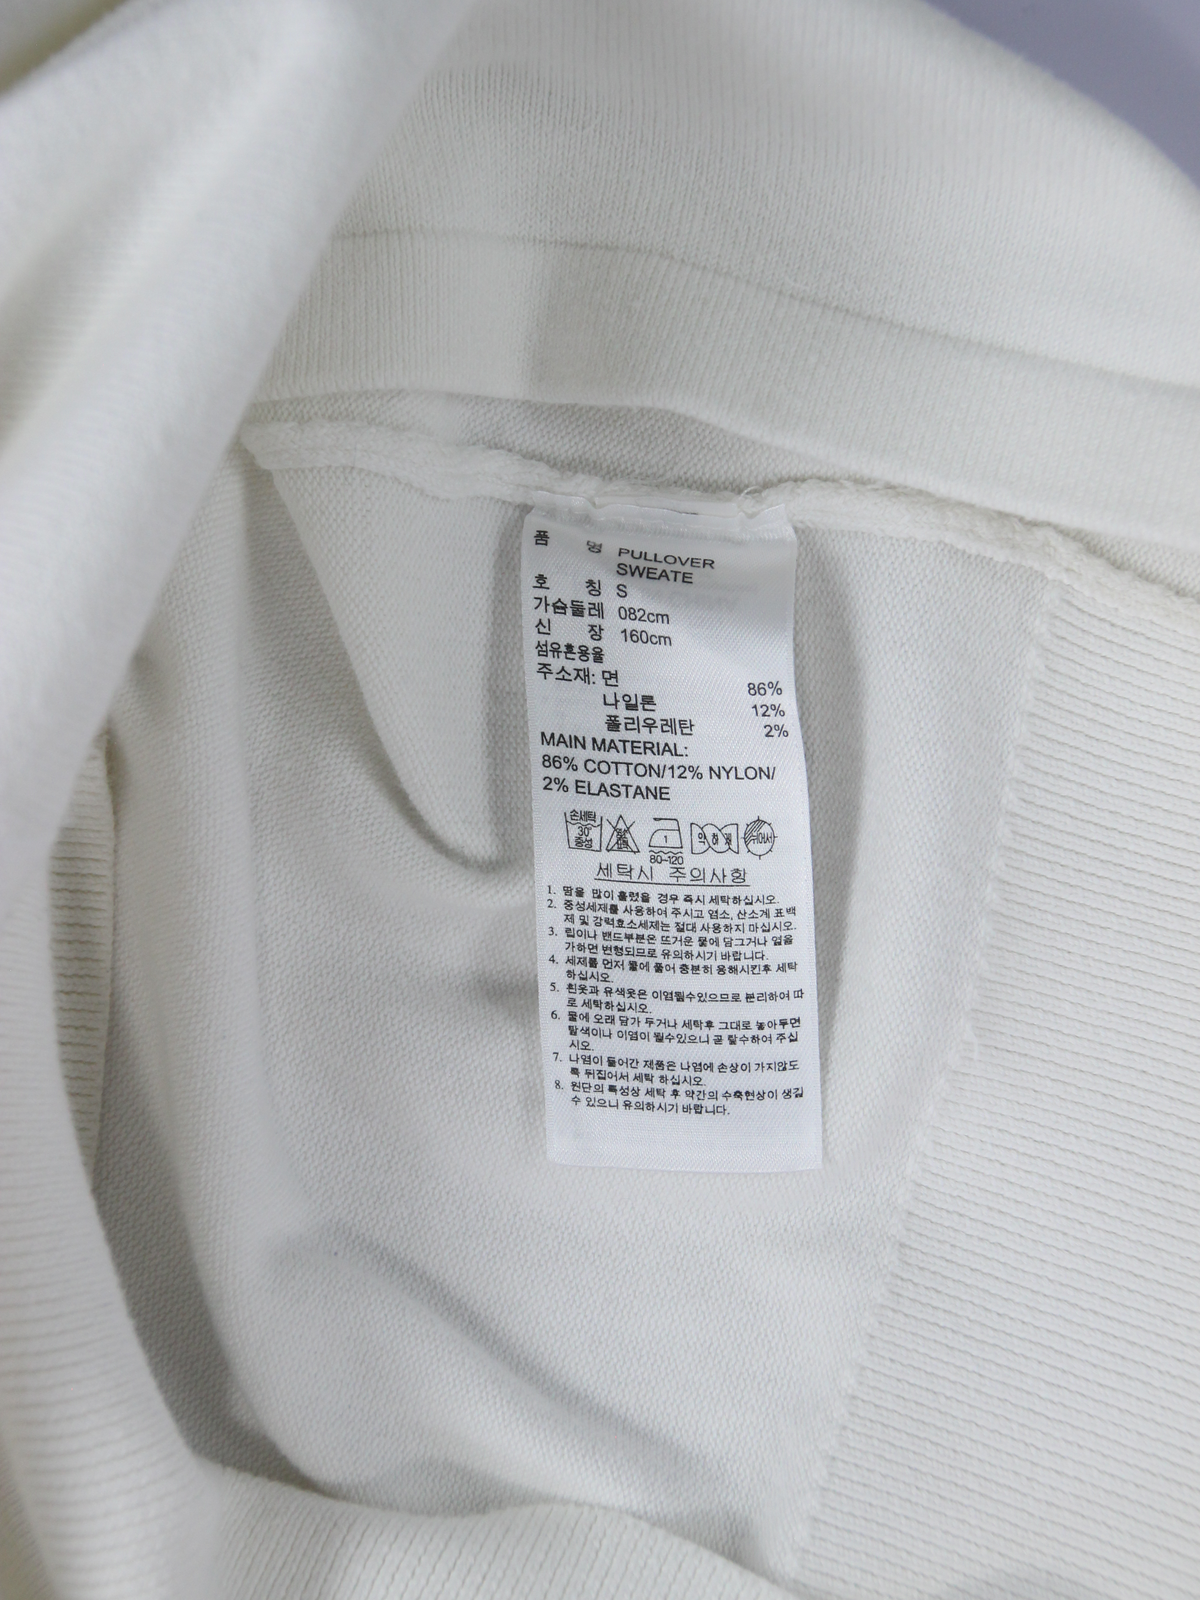 품 명 PULLOVER
SWEATE
호 칭 S
가슴둘레 082cm
신 장 160cm
섬유혼용율
주소재: 면 86%
나일론 12%
폴리우레탄 2%
MAIN MATERIAL:
86% COTTON/12% NYLON/
2% ELASTANE
손세탁
30°
중성
1
80~120
약하게
뉘어서
세탁시 주의사항
1. 땀을 많이 흘렸을 경우 즉시 세탁하십시오.
2. 중성세제를 사용하여 주시고 염소, 산소계 표백
제 및 강력효소세제는 절대 사용하지 마십시오.
3. 립이나 밴드부분은 뜨거운 물에 담그거나 열을
가하면 변형되므로 유의하시기 바랍니다.
4. 세제를 먼저 물에 풀어 충분히 용해시킨후 세탁
하십시오.
5. 흰옷과 유색옷은 이염될수있으므로 분리하여 따
로 세탁하십시오.
6. 물에 오래 담가 두거나 세탁후 그대로 놓아두면
탈색이나 이염이 될수있으니 곧 탈수하여 주십
시오.
7. 나염이 들어간 제품은 나염에 손상이 가지않도
록 뒤집어서 세탁 하십시오.
8. 원단의 특성상 세탁 후 약간의 수축현상이 생길
수 있으니 유의하시기 바랍니다.